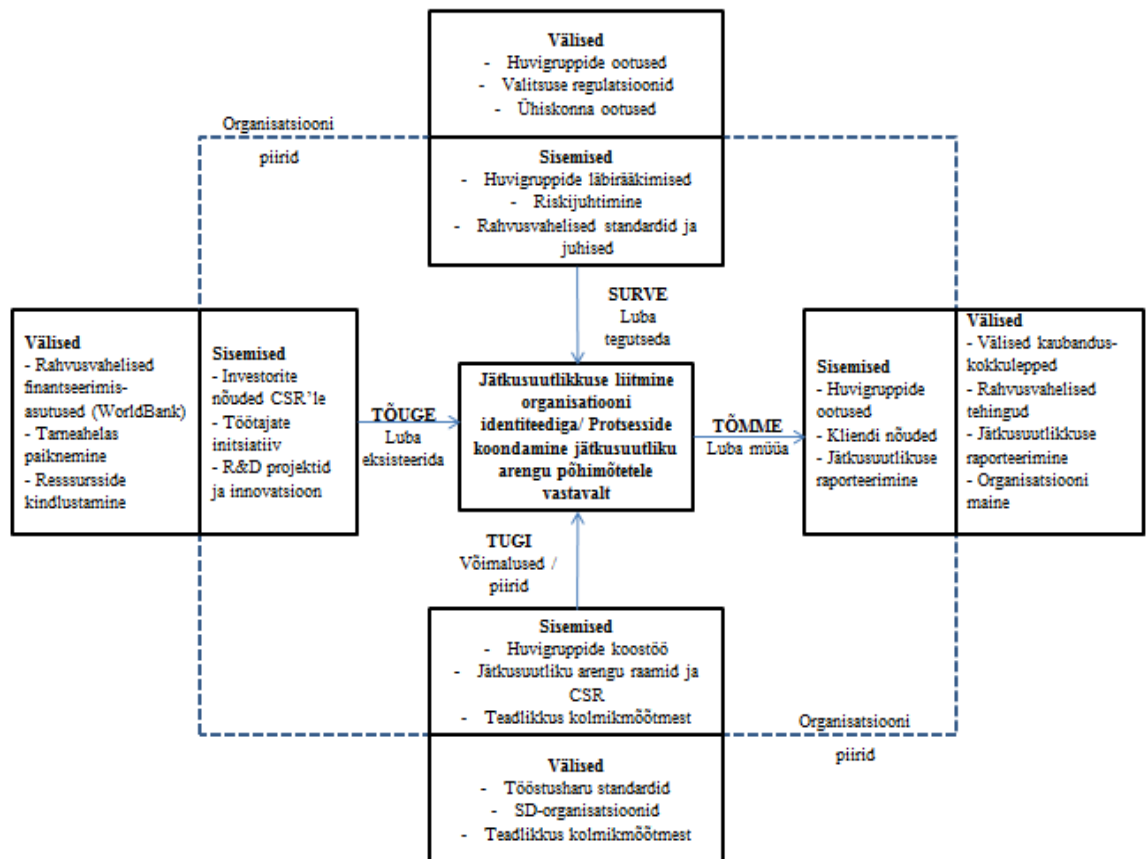 Välised
- Huvigruppide ootused
- Valitsuse regulatsioonid
- Ühiskonna ootused
Organisatsiooni
piirid
Sisemised
- Huvigruppide läbirääkimised
- Riskijuhtimine
- Rahvusvahelised standardid ja
juhised
SURVE
Luba
tegutseda
Välised
- Rahvusvahelised
finantseerimis-
asutused (WorldBank)
- Tarneahelas
paiknemine
- Resssursside
kindlustamine
Sisemised
- Investorite
nõuded CSR'le
- Töötajate
initsiatiiv
- R&D projektid
ja innovatsioon
TÕUGE
Luba
eksisteerida
Jätkusuutlikkuse liitmine
organisatiooni
identiteediga/ Protsesside
koondamine jätkusuutliku
arengu põhimõtetele
vastavalt
TÕMME
Luba müüa
Sisemised
- Huvigruppide
ootused
- Kliendi nõuded
- Jätkusuutlikuse
raporteerimine
Välised
- Välised kaubandus-
kokkulepped
- Rahvusvahelised
tehingud
- Jätkusuutlikkuse
raporteerimine
- Organisatsiooni
maine
TUGI
Võimalused /
piirid
Sisemised
- Huvigruppide koostöö
- Jätkusuutliku arengu raamid ja
CSR
- Teadlikkus kolmikmõõtmest
Organisatsiooni
piirid
Välised
- Tööstusharu standardid
- SD-organisatsioonid
- Teadlikkus kolmikmõõtmest